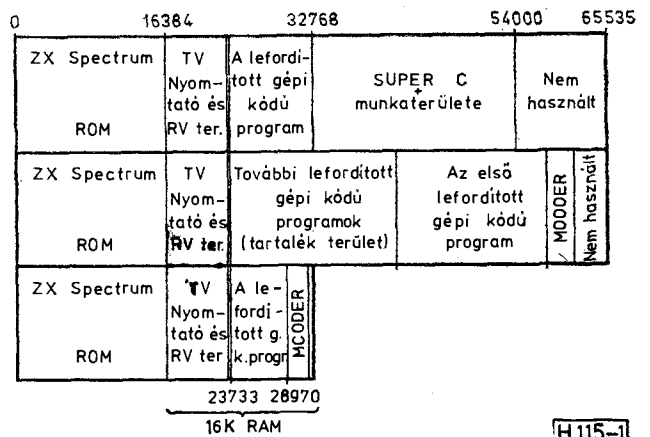 0 16384 32768 54000 65535
ZX Spectrum
ROM
TV
Nyom-
tató és
RV ter.
A lefordi-
tott gépi
kódú
program
SUPER C
+
munkaterülete
Nem
használt
ZX Spectrum
ROM
TV
Nyom-
tató és
RV ter.
További lefordított
gépi kódú
programok
(tartalék terület)
Az első
lefordított
gépi kódú
program
MODDER
Nem használt
ZX Spectrum
ROM
TV
Nyom-
tató és
RV ter
A le-
fordí-
tott g.
k.progr
MCODER
23733 28970
16K RAM
H 115-1